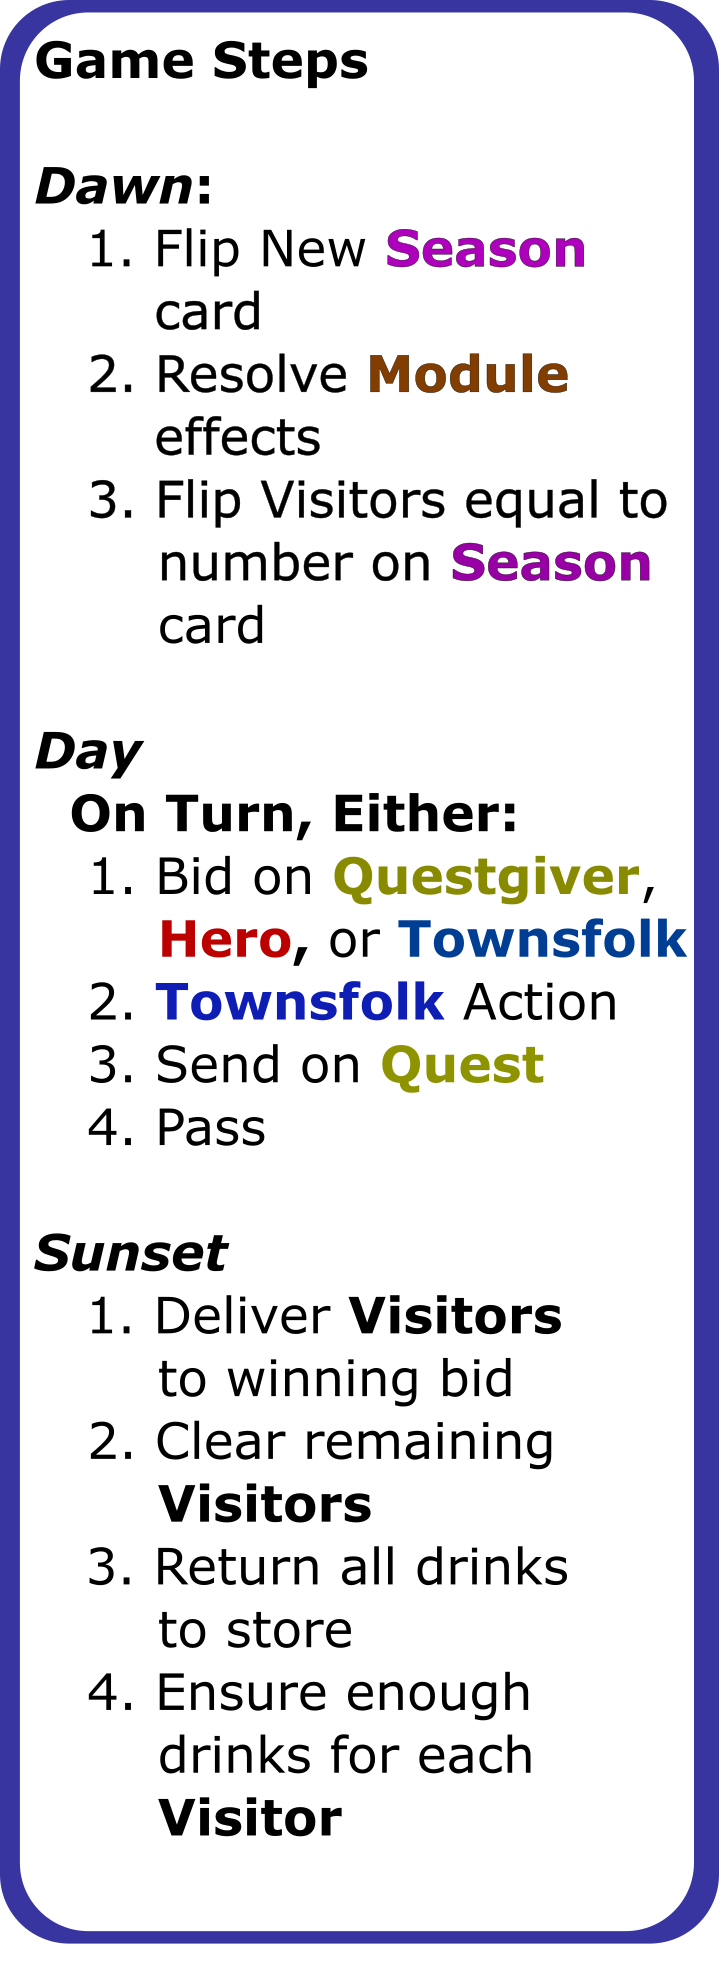 Game Steps
Dawn:
1. Flip New Season
card
2. Resolve Module
effects
3. Flip Visitors equal to
number on Season
card
Day
On Turn, Either:
1. Bid on Questgiver,
Hero, or Townsfolk
2. Townsfolk Action
3. Send on Quest
4. Pass
Sunset
1. Deliver Visitors
to winning bid
2. Clear remaining
Visitors
3. Return all drinks
to store
4. Ensure enough
drinks for each
Visitor